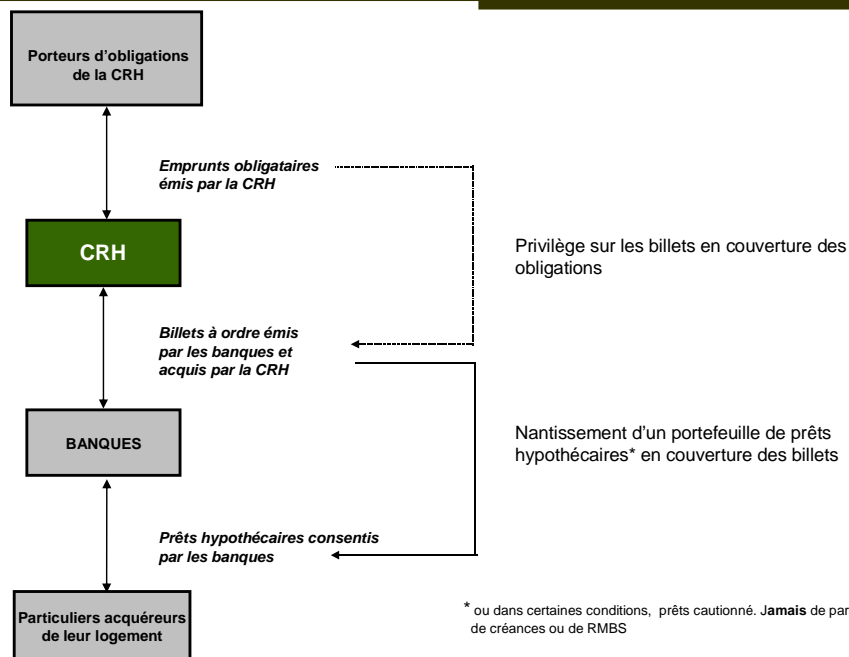 Porteurs d'obligations
de la CRH
Emprunts obligataires
émis par la CRH
CRH
Privilège sur les billets en couverture des
obligations
Billets à ordre émis
par les banques et
acquis par la CRH
BANQUES
Nantissement d'un portefeuille de prêts
hypothécaires* en couverture des billets
Prêts hypothécaires consentis
par les banques
Particuliers acquéreurs
de leur logement
* ou dans certaines conditions, prêts cautionné. Jamais de par
de créances ou de RMBS